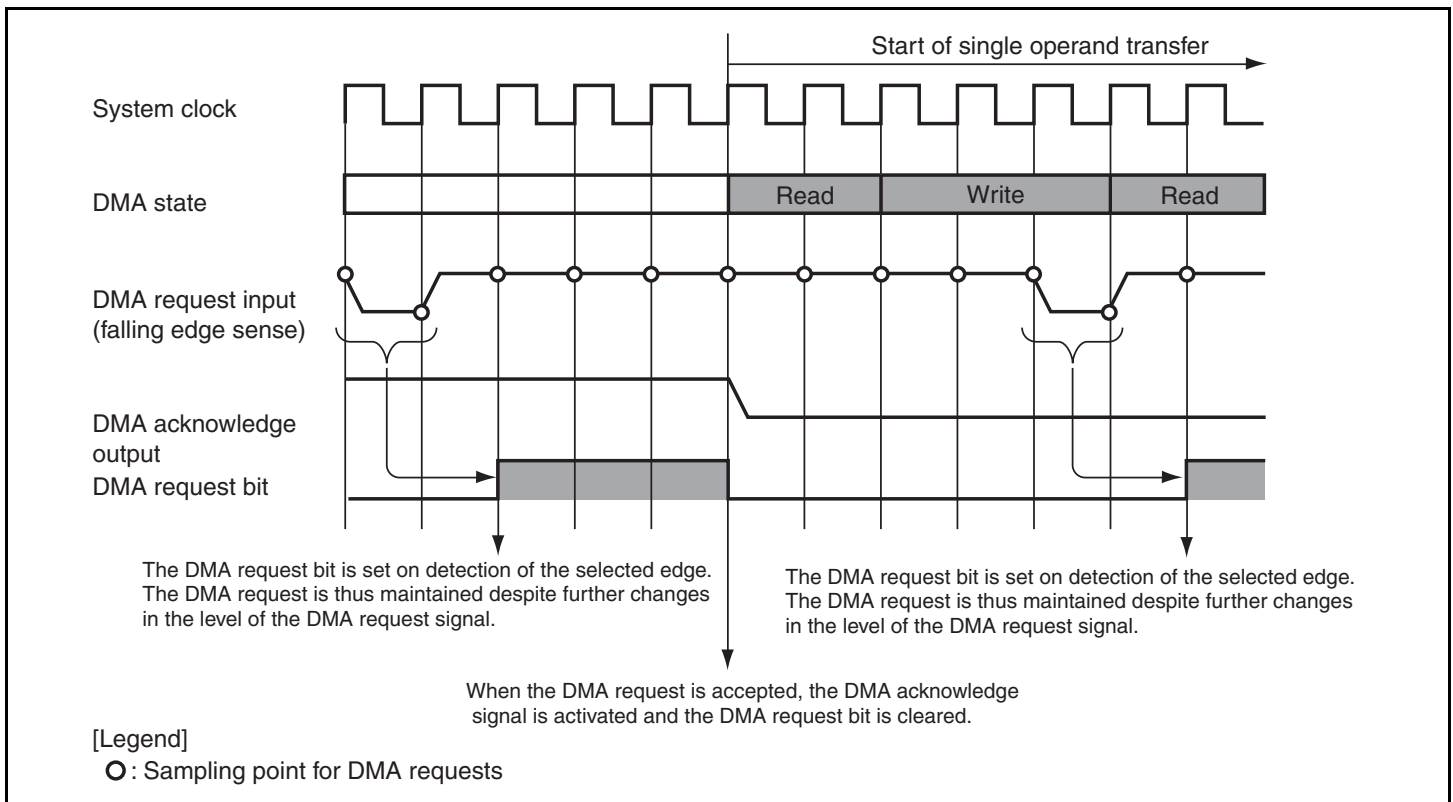 Start of single operand transfer
System clock
DMA state
Read
Write
Read
DMA request input
(falling edge sense)
DMA acknowledge
output
DMA request bit
The DMA request bit is set on detection of the selected edge.
The DMA request is thus maintained despite further changes
in the level of the DMA request signal.
The DMA request bit is set on detection of the selected edge.
The DMA request is thus maintained despite further changes
in the level of the DMA request signal.
When the DMA request is accepted, the DMA acknowledge
signal is activated and the DMA request bit is cleared.
[Legend]
: Sampling point for DMA requests